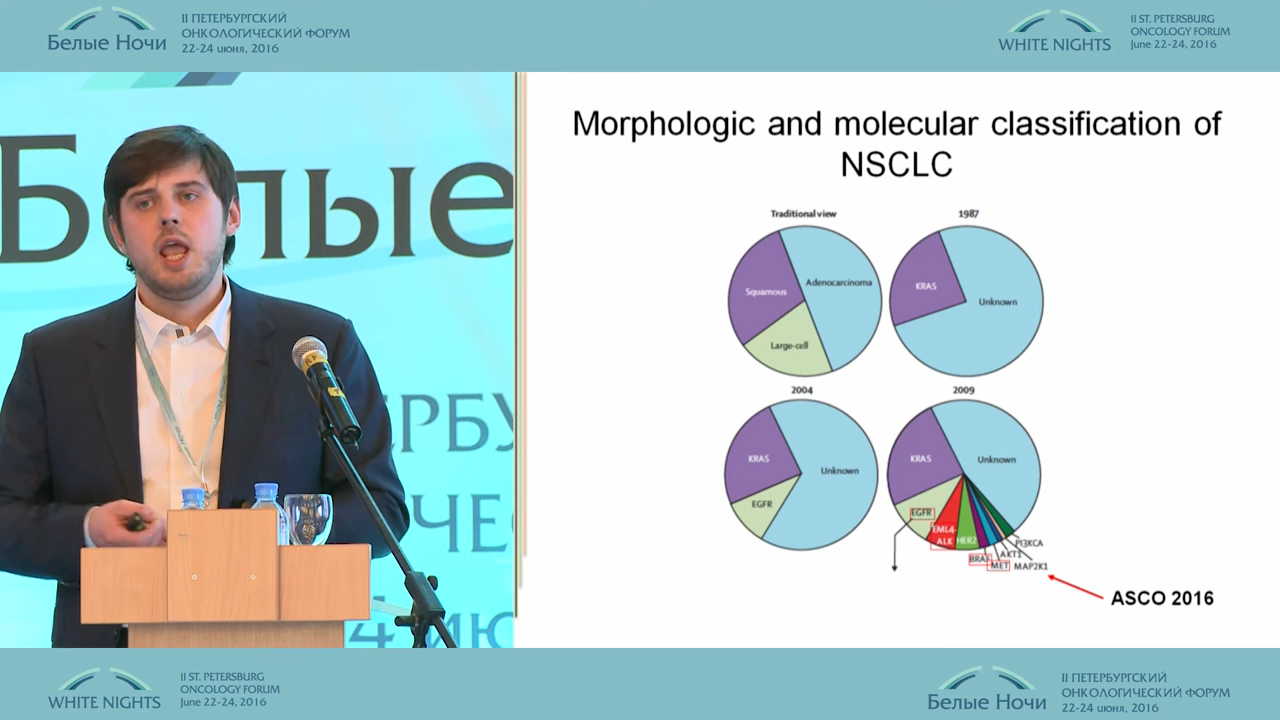 Белые Ночи
II ПЕТЕРБУРГСКИЙ
ОНКОЛОГИЧЕСКИЙ ФОРУМ
22-24 июня, 2016
WHITE NIGHTS
II ST. PETERSBURG
ONCOLOGY FORUM
June 22-24, 2016
Б лые
ЕРБУ
ЧЕС
4 ию
Morphologic and molecular classification of
NSCLC
Traditional view
Squamous
Adenocarcinoma
Large-cell
1987
KRAS
Unknown
2004
KRAS
Unknown
EGFR
2009
KRAS
Unknown
EGFR
EML4-
ALK
HER2
BRAF
MET
PI3KCA
AKT1
MAP2K1
ASCO 2016
WHITE NIGHTS
II ST. PETERSBURG
ONCOLOGY FORUM
June 22-24, 2016
Белые Ночи
II ПЕТЕРБУРГСКИЙ
ОНКОЛОГИЧЕСКИЙ ФОРУМ
22-24 июня, 2016